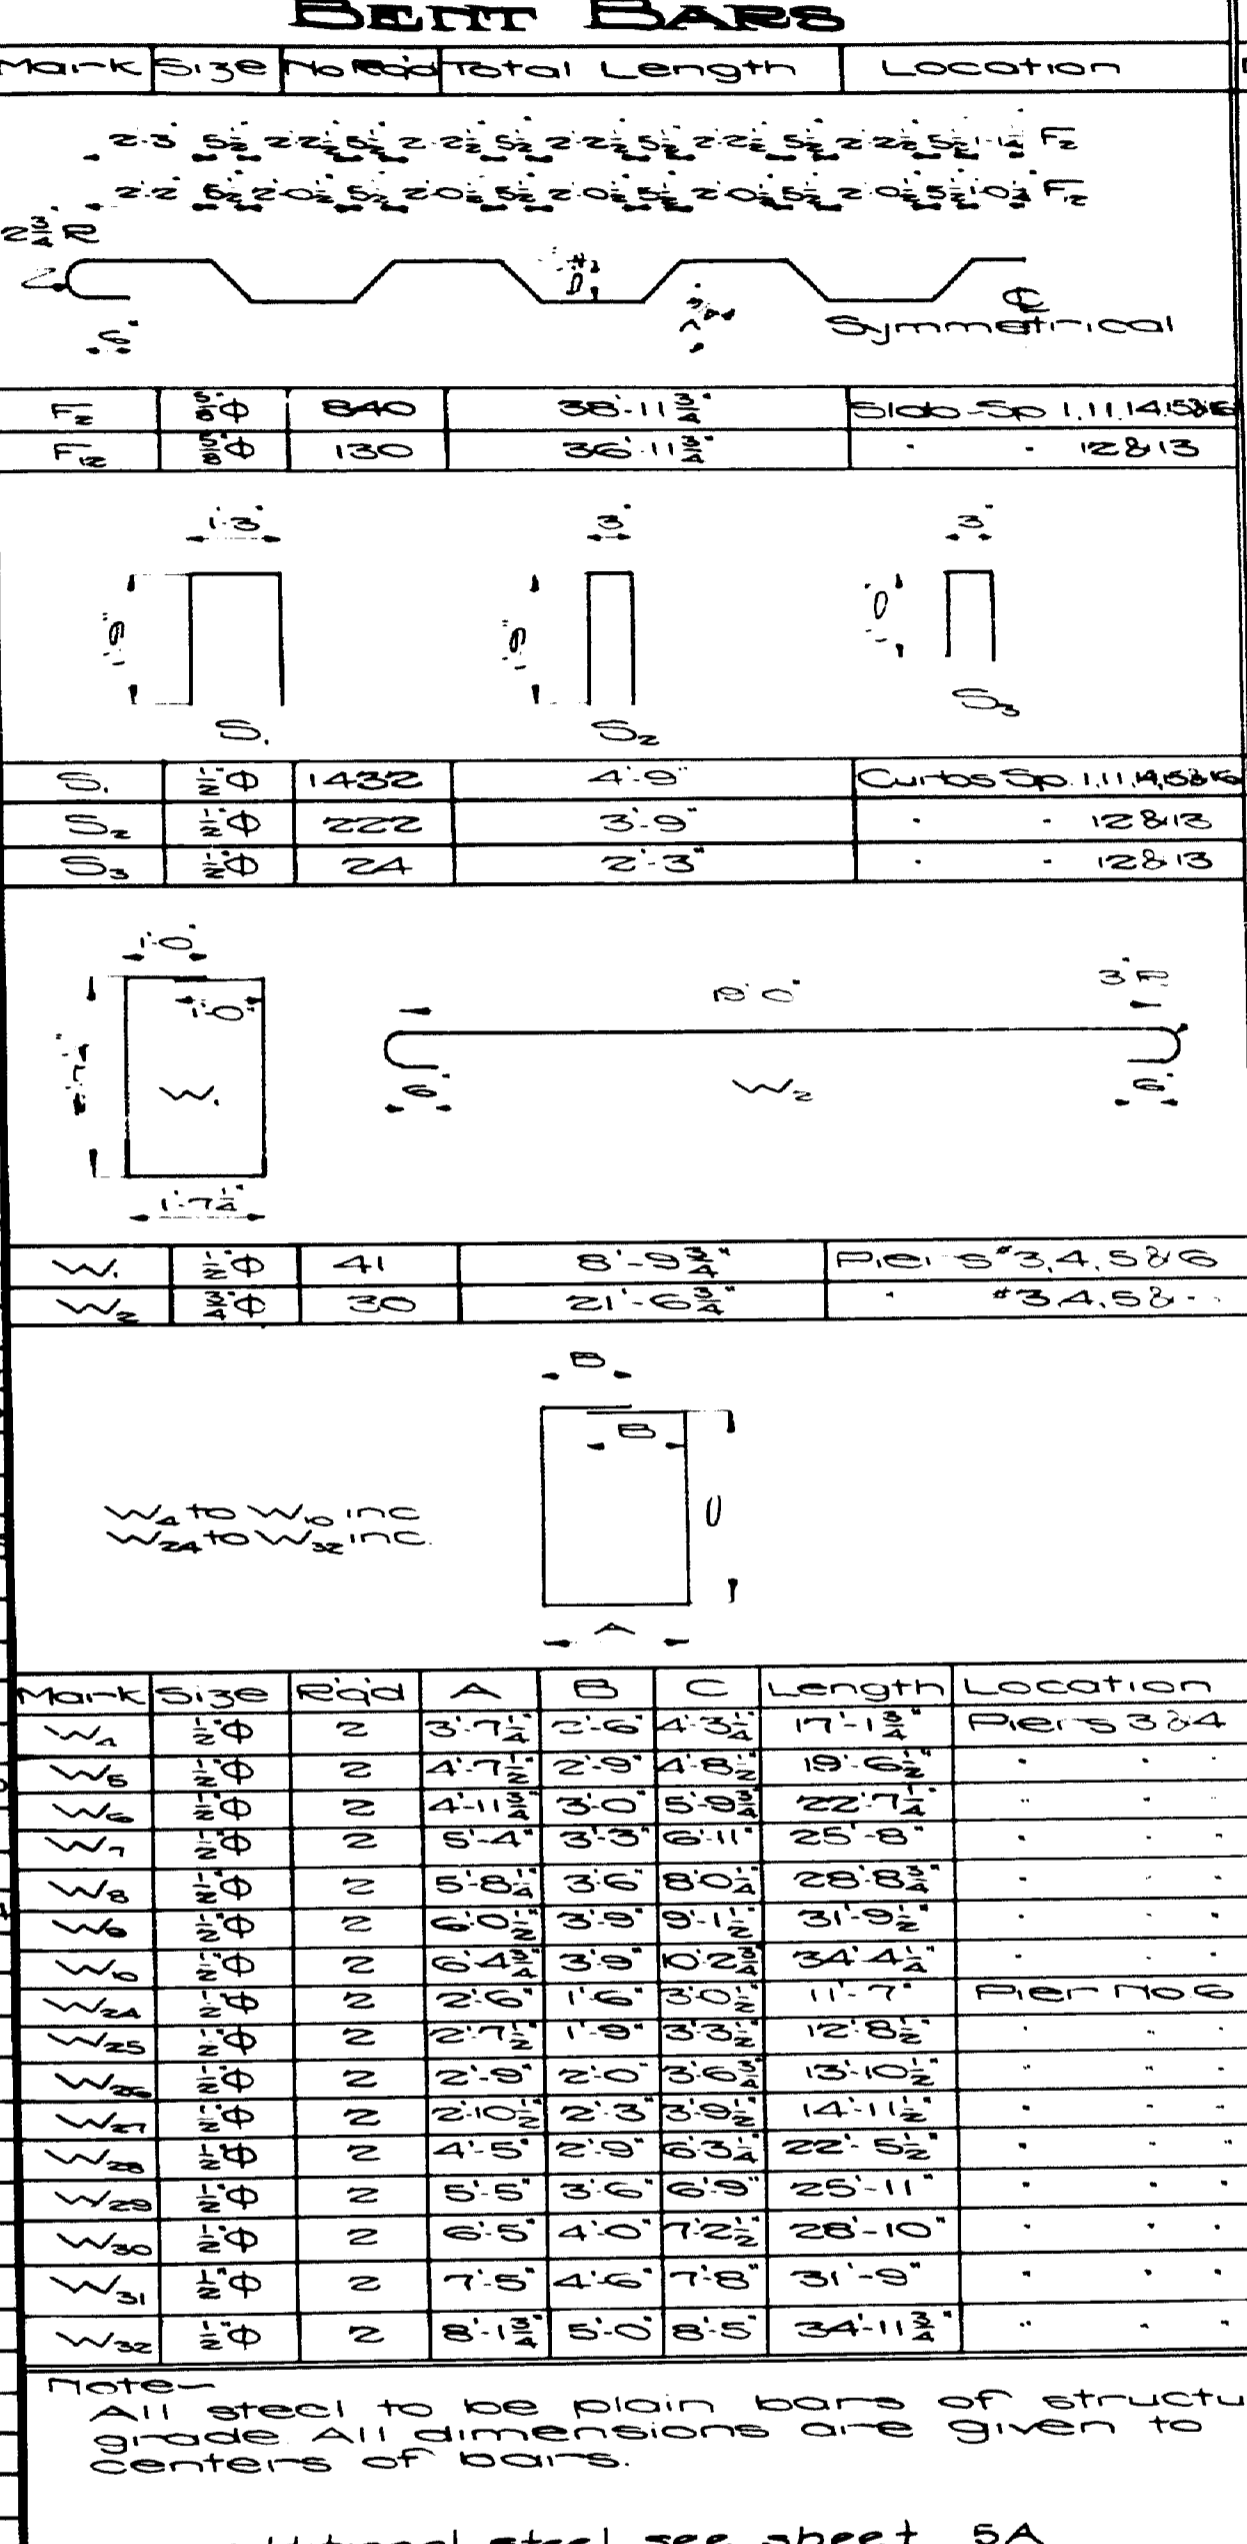 BENT BARS
Mark Size No Req'd Total Length Location
2'-3" 5½" 2'-2½" 5½" 2'-2½" 5½" 2'-2½" 5½" 2'-2½" 5½" 2'-2½" 5½" F₂
2'-2" 5½" 2'-0½" 5½" 2'-0½" 5½" 2'-0½" 5½" 2'-0½" 5½" 2'-0½" 5½" F₁₂
2¾" R
6"
℄
Symmetrical
F₂ ⅝"Φ 840 38'-11¾" Slab-Sp 1.11.14.15&16
F₁₂ ⅝"Φ 130 36'-11¾" " " 12&13
1'-3" 3" 3"
1'-9" 1'-9" 1'-0"
S₁ S₂ S₃
S₁ ½"Φ 1432 4'-9" Curbs Sp. 1,11,14,15&16
S₂ ½"Φ 222 3'-9" " " 12&13
S₃ ½"Φ 24 2'-3" " " 12&13
1'-0" 3"R
1'-0"
W₁ W₂
6" 6"
1'-7¼"
W₁ ½"Φ 41 8'-9¾" Piers #3,4,5&6
W₂ ¾"Φ 30 21'-6¾" " #3,4,5&
B
B
C
W₄ to W₁₀ inc
W₂₄ to W₃₂ inc.
A
Mark Size Req'd A B C Length Location
W₄ ½"Φ 2 3'-7¼" 2'-6" 4'-3¼" 17'-1¾" Piers 3&4
W₅ ½"Φ 2 4'-7½" 2'-9" 4'-8½" 19'-6½" " " "
W₆ ½"Φ 2 4'-11¾" 3'-0" 5'-9¾" 22'-7¼" " " "
W₇ ½"Φ 2 5'-4" 3'-3" 6'-11" 25'-8" " " "
W₈ ½"Φ 2 5'-8¼" 3'-6" 8'-0¼" 28'-8¾" " " "
W₉ ½"Φ 2 6'-0½" 3'-9" 9'-1½" 31'-9½" " " "
W₁₀ ½"Φ 2 6'-4¾" 3'-9" 10'-2¾" 34'-4¼" " " "
W₂₄ ½"Φ 2 2'-6" 1'-6" 3'-0½" 11'-7" Pier No 6
W₂₅ ½"Φ 2 2'-7½" 1'-9" 3'-3½" 12'-8½" " " "
W₂₆ ½"Φ 2 2'-9" 2'-0" 3'-6¾" 13'-10½" " " "
W₂₇ ½"Φ 2 2'-10½" 2'-3" 3'-9½" 14'-11½" " " "
W₂₈ ½"Φ 2 4'-5" 2'-9" 6'-3¼" 22'-5½" " " "
W₂₉ ½"Φ 2 5'-5" 3'-6" 6'-9" 25'-11" " " "
W₃₀ ½"Φ 2 6'-5" 4'-0" 7'-2½" 28'-10" " " "
W₃₁ ½"Φ 2 7'-5" 4'-6" 7'-8" 31'-9" " " "
W₃₂ ½"Φ 2 8'-1¾" 5'-0" 8'-5" 34'-11¾" " " "
Note-
All steel to be plain bars of structu
grade. All dimensions are given to
centers of bars.
steel see sheet 5A